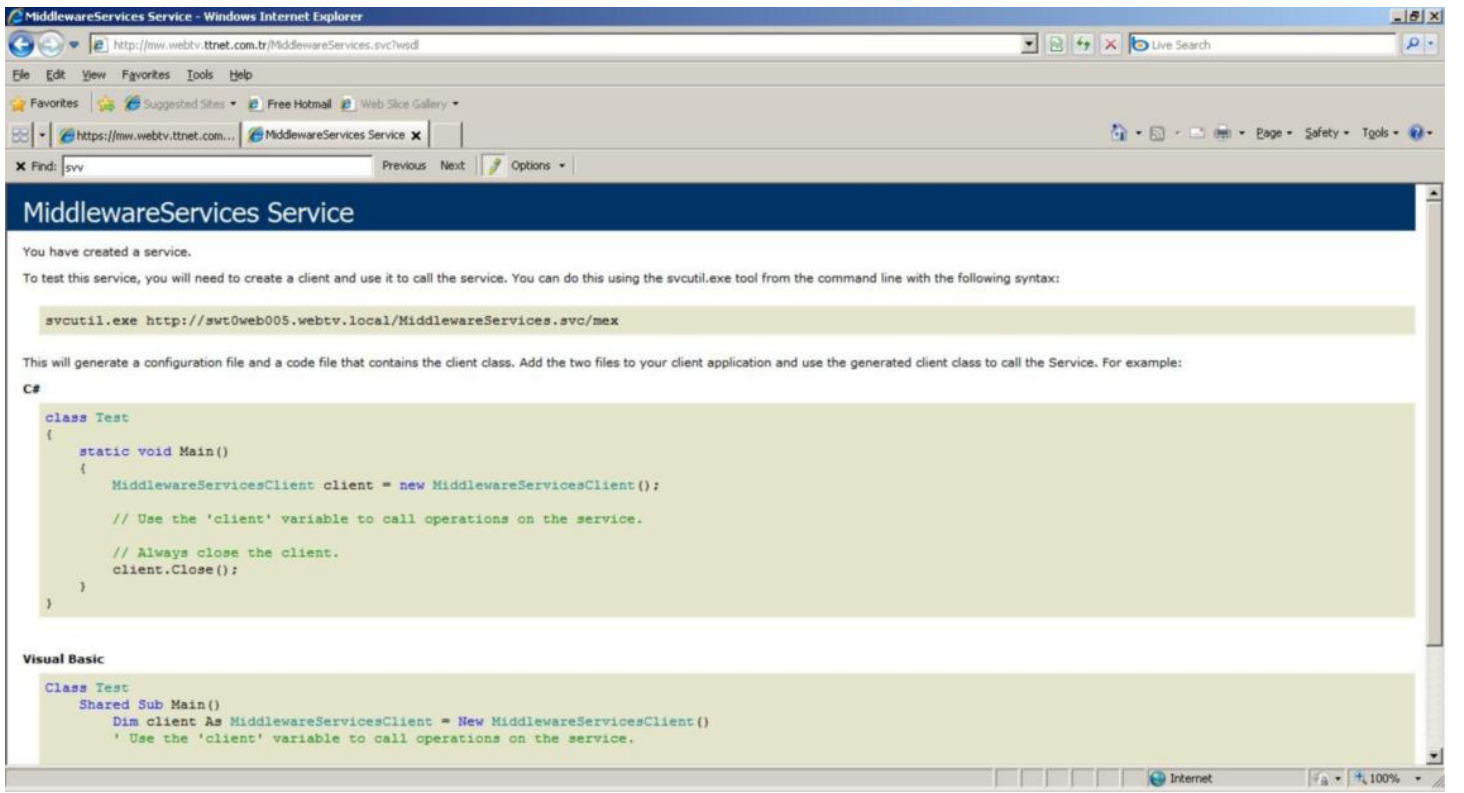 MiddlewareServices Service - Windows Internet Explorer
http://mw.webtv.ttnet.com.tr/MiddlewareServices.svc?wsdl
Live Search
File Edit View Favorites Tools Help
Favorites Suggested Sites Free Hotmail Web Slice Gallery
https://mw.webtv.ttnet.com... MiddlewareServices Service Page Safety Tools
Find: svv Previous Next Options
MiddlewareServices Service
You have created a service.
To test this service, you will need to create a client and use it to call the service. You can do this using the svcutil.exe tool from the command line with the following syntax:
svcutil.exe http://swt0web005.webtv.local/MiddlewareServices.svc/mex
This will generate a configuration file and a code file that contains the client class. Add the two files to your client application and use the generated client class to call the Service. For example:
C#
class Test
{
static void Main()
{
MiddlewareServicesClient client = new MiddlewareServicesClient();
// Use the 'client' variable to call operations on the service.
// Always close the client.
client.Close();
}
}
Visual Basic
Class Test
Shared Sub Main()
Dim client As MiddlewareServicesClient = New MiddlewareServicesClient()
' Use the 'client' variable to call operations on the service.
Internet 100%